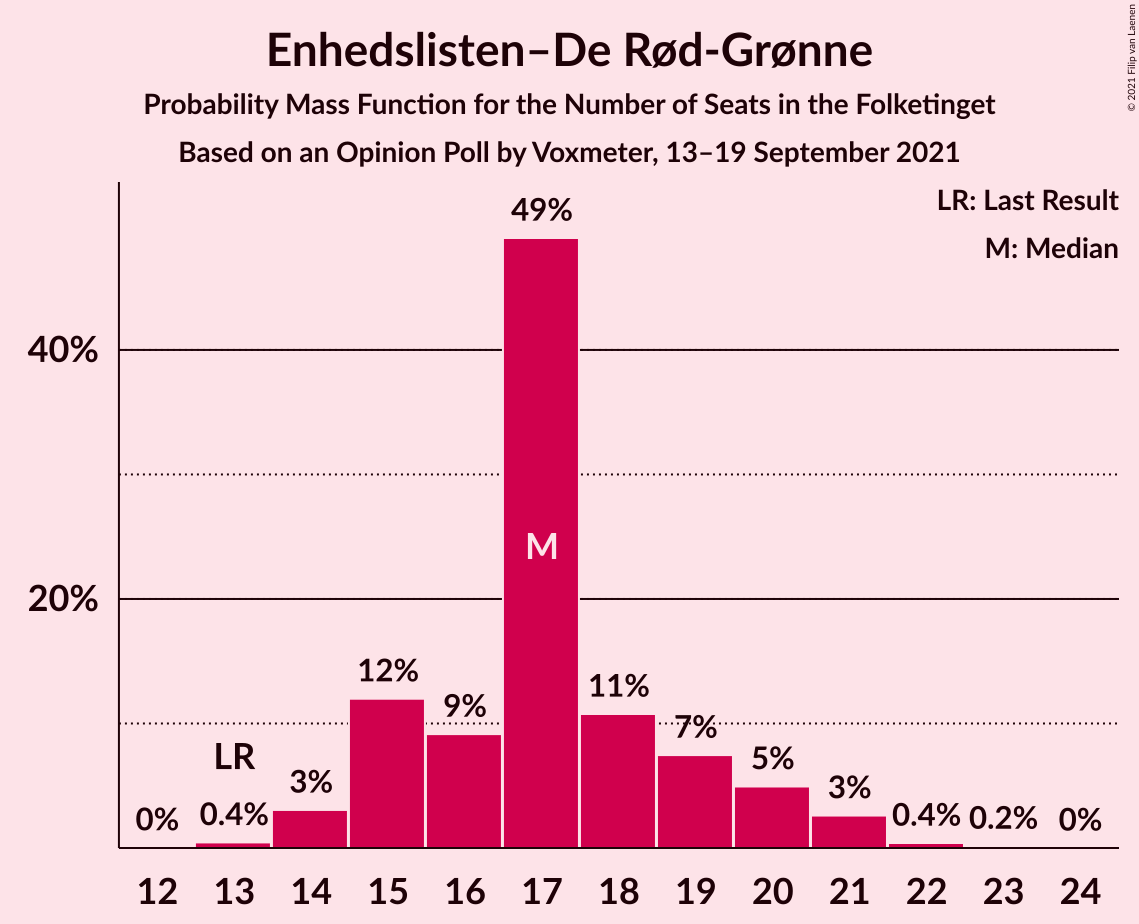 Enhedslisten–De Rød-Grønne
Probability Mass Function for the Number of Seats in the Folketinget
Based on an Opinion Poll by Voxmeter, 13–19 September 2021
© 2021 Filip van Laenen
LR: Last Result
M: Median
49%
40%
M
20%
12%
11%
9%
7%
LR
5%
3%
3%
0%
0.4%
0.4%
0.2%
0%
12 13 14 15 16 17 18 19 20 21 22 23 24